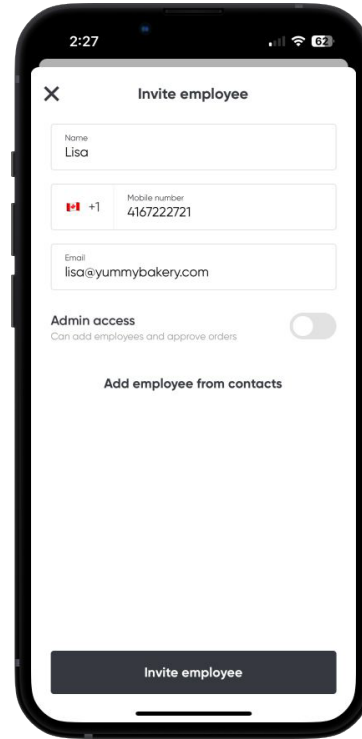 2:27
62
Invite employee
Name
Lisa
+1
Mobile number
4167222721
Email
lisa@yummybakery.com
Admin access
Can add employees and approve orders
Add employee from contacts
Invite employee